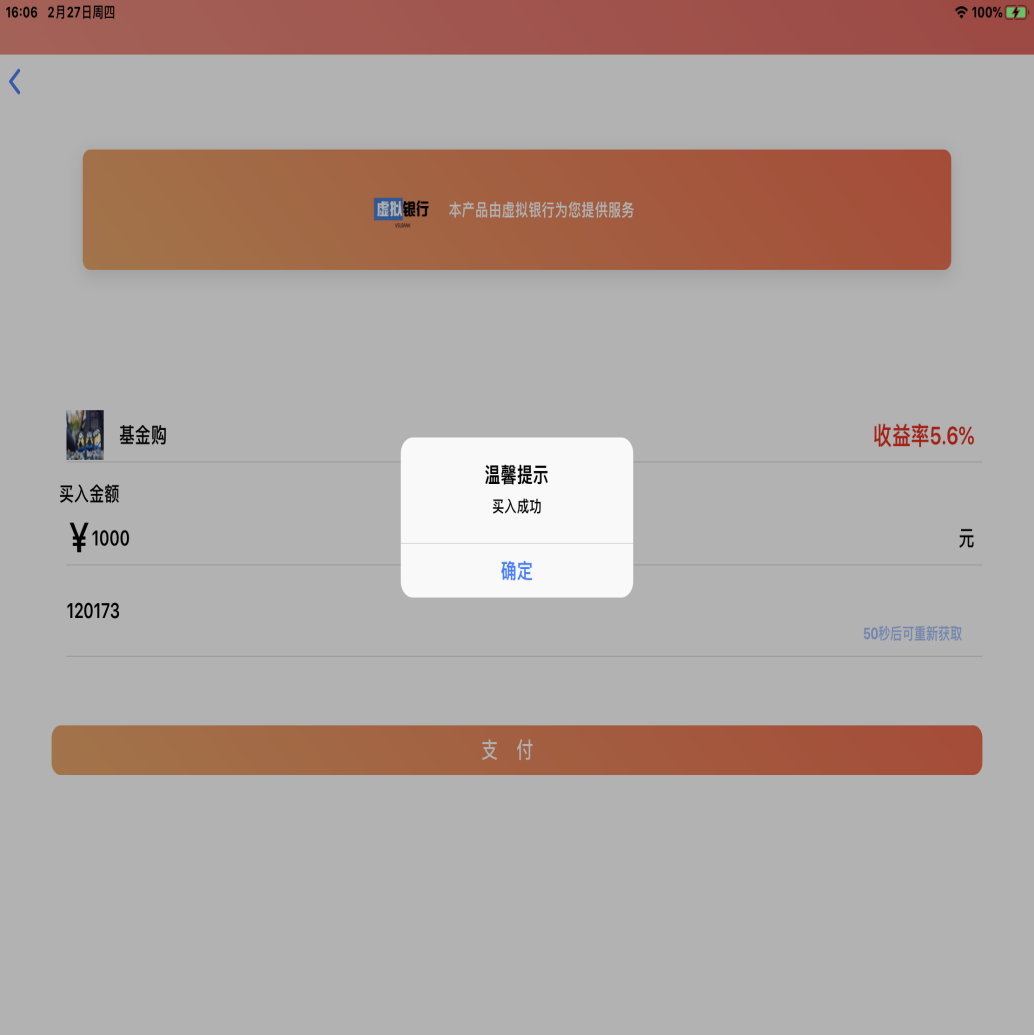 16:06 2月27日周四
100%
虚拟银行 本产品由虚拟银行为您提供服务
基金购
收益率5.6%
温馨提示
买入成功
确定
买入金额
¥1000
元
120173
50秒后可重新获取
支 付